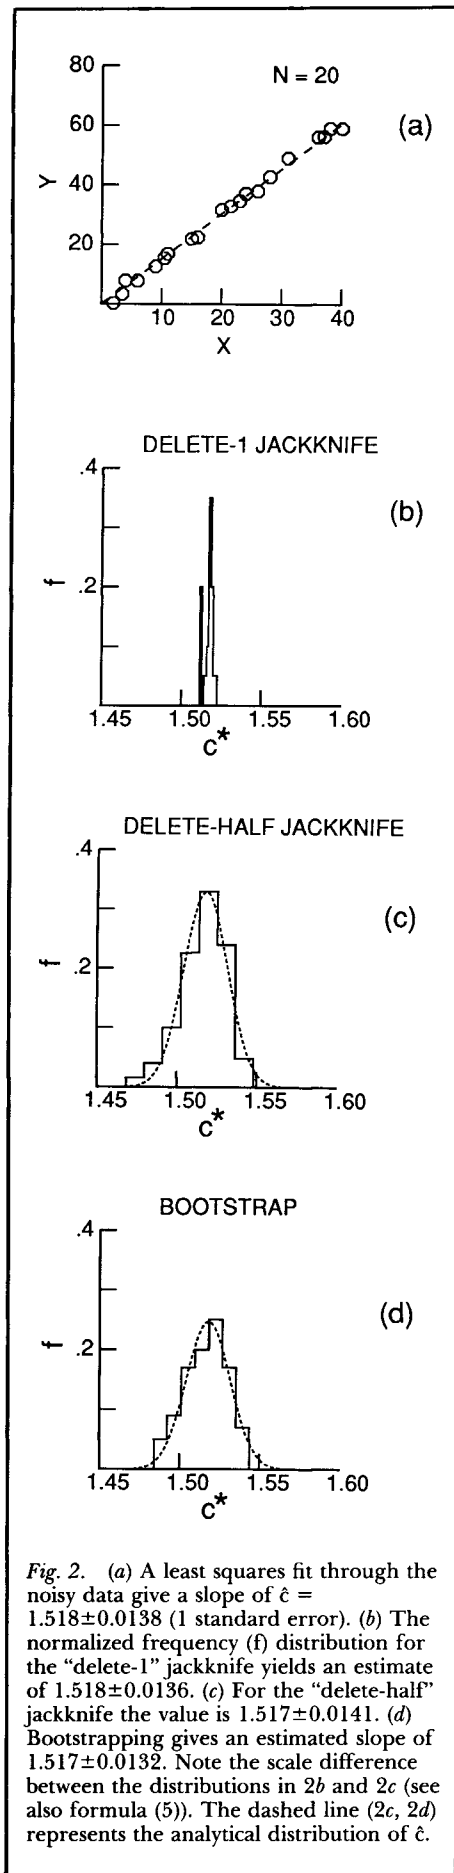 80
N = 20
(a)
60
Y
40
20
10
20
30
40
X
DELETE-1 JACKKNIFE
.4
(b)
f
.2
1.45
1.50
1.55
1.60
c*
DELETE-HALF JACKKNIFE
.4
(c)
f
.2
1.45
1.50
1.55
1.60
c*
BOOTSTRAP
.4
(d)
f
.2
1.45
1.50
1.55
1.60
c*
Fig. 2. (a) A least squares fit through the
noisy data give a slope of ĉ =
1.518±0.0138 (1 standard error). (b) The
normalized frequency (f) distribution for
the “delete-1” jackknife yields an estimate
of 1.518±0.0136. (c) For the “delete-half”
jackknife the value is 1.517±0.0141. (d)
Bootstrapping gives an estimated slope of
1.517±0.0132. Note the scale difference
between the distributions in 2b and 2c (see
also formula (5)). The dashed line (2c, 2d)
represents the analytical distribution of ĉ.